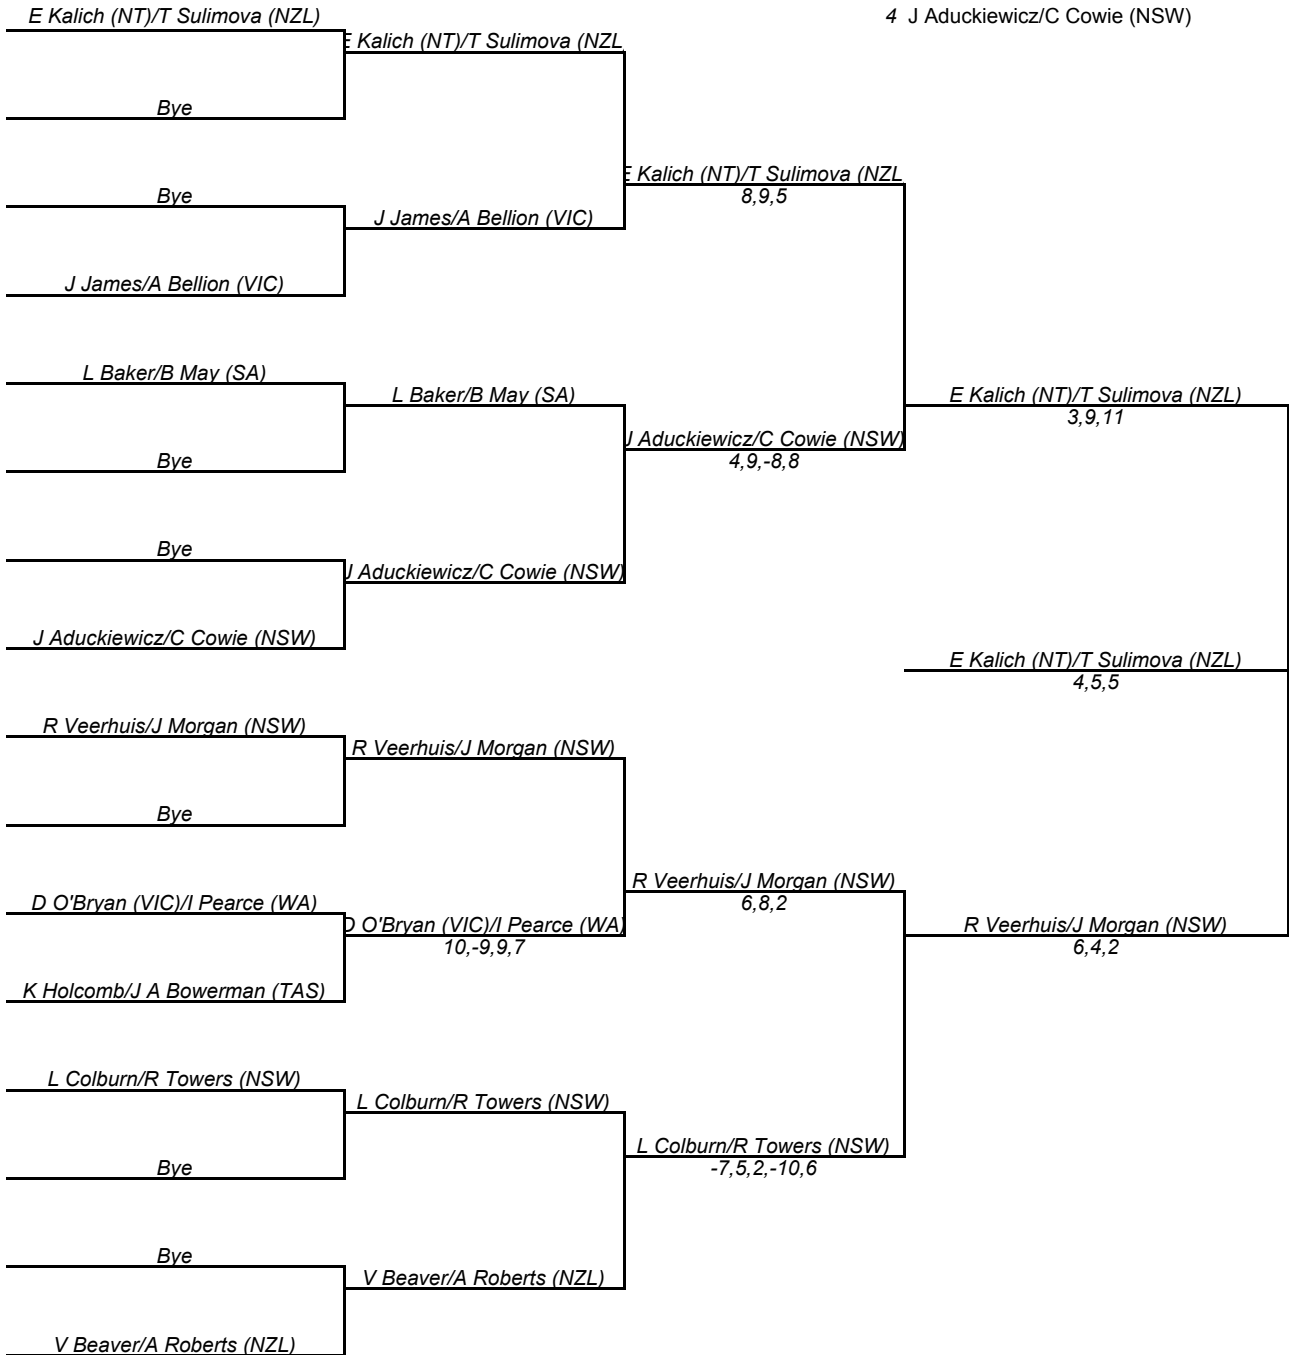 E Kalich (NT)/T Sulimova (NZL)
4 J Aduckiewicz/C Cowie (NSW)
E Kalich (NT)/T Sulimova (NZL
Bye
E Kalich (NT)/T Sulimova (NZL
8,9,5
Bye
J James/A Bellion (VIC)
J James/A Bellion (VIC)
L Baker/B May (SA)
L Baker/B May (SA)
E Kalich (NT)/T Sulimova (NZL)
3,9,11
J Aduckiewicz/C Cowie (NSW)
4,9,-8,8
Bye
Bye
J Aduckiewicz/C Cowie (NSW)
J Aduckiewicz/C Cowie (NSW)
E Kalich (NT)/T Sulimova (NZL)
4,5,5
R Veerhuis/J Morgan (NSW)
R Veerhuis/J Morgan (NSW)
Bye
R Veerhuis/J Morgan (NSW)
6,8,2
D O'Bryan (VIC)/I Pearce (WA)
D O'Bryan (VIC)/I Pearce (WA)
10,-9,9,7
R Veerhuis/J Morgan (NSW)
6,4,2
K Holcomb/J A Bowerman (TAS)
L Colburn/R Towers (NSW)
L Colburn/R Towers (NSW)
L Colburn/R Towers (NSW)
-7,5,2,-10,6
Bye
Bye
V Beaver/A Roberts (NZL)
V Beaver/A Roberts (NZL)